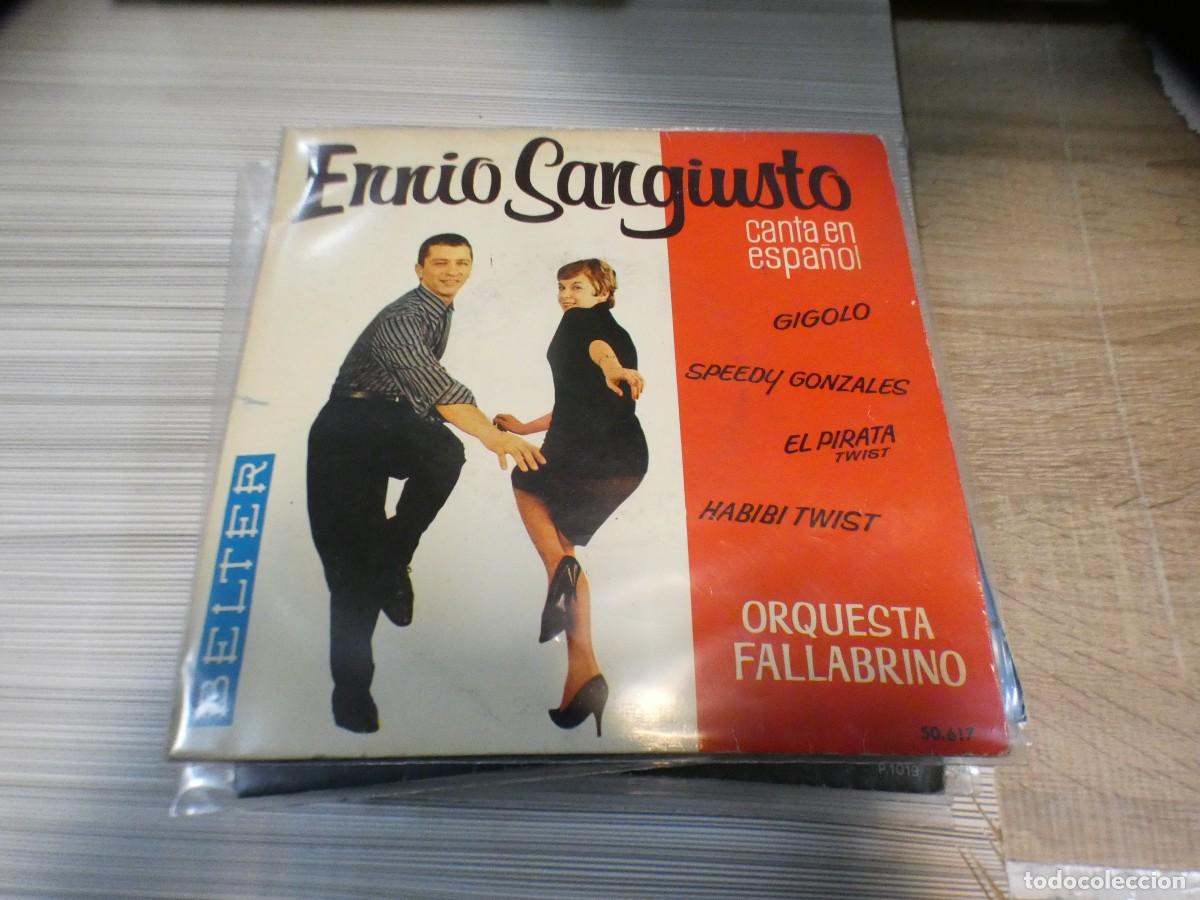 Ennio Sangiusto
canta en
español
GIGOLO
SPEEDY GONZALES
EL PIRATA
TWIST
HABIBI TWIST
ORQUESTA
FALLABRINO
50.617
BELTER
P.1019
todocoleccion